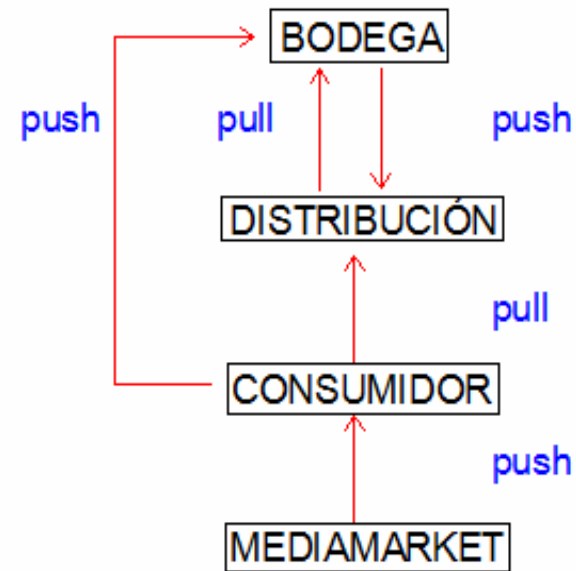 BODEGA
push pull push
DISTRIBUCIÓN
pull
CONSUMIDOR
push
MEDIAMARKET